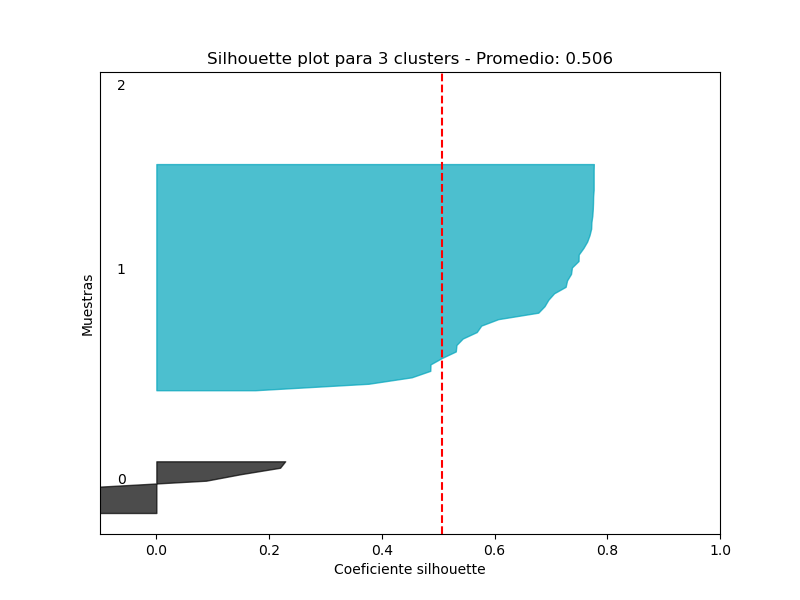 Silhouette plot para 3 clusters - Promedio: 0.506
2
1
0
Muestras
0.0 0.2 0.4 0.6 0.8 1.0
Coeficiente silhouette